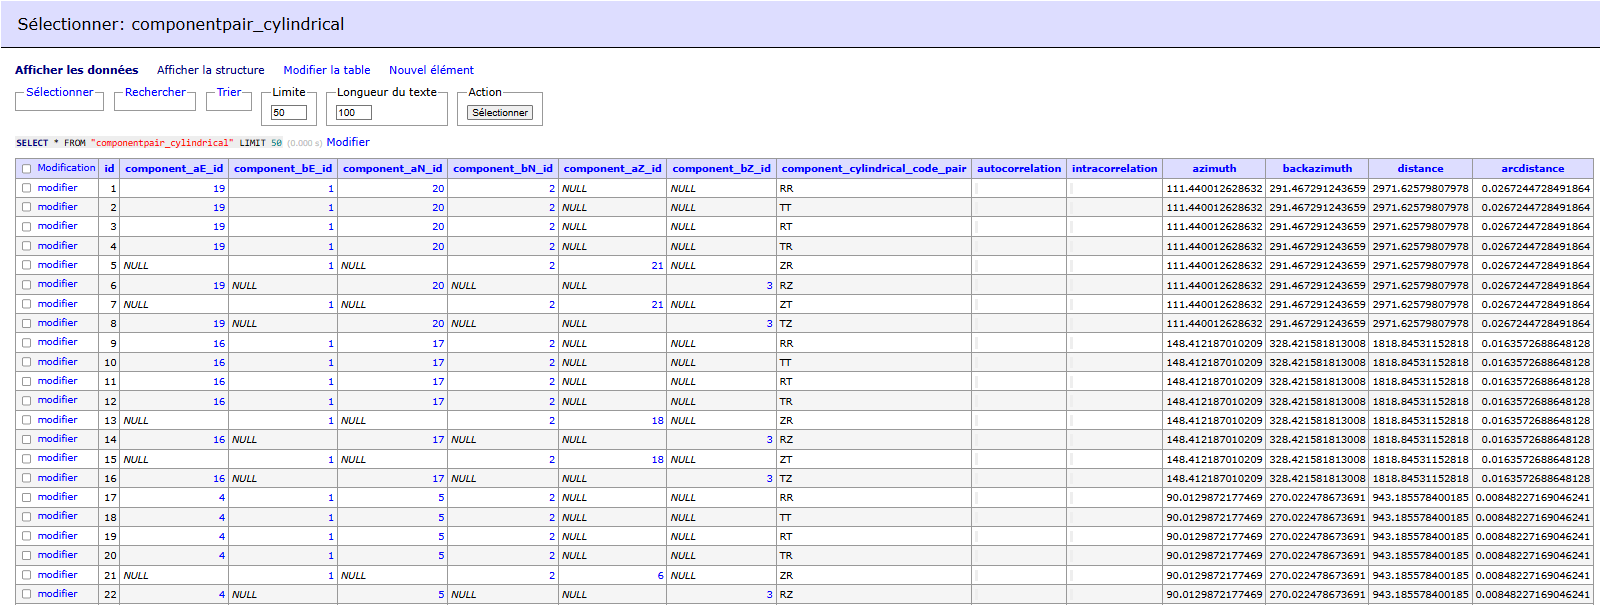 Sélectionner: componentpair_cylindrical
Afficher les données Afficher la structure Modifier la table Nouvel élément
Sélectionner Rechercher Trier Limite Longueur du texte Action
50 100 Sélectionner
SELECT * FROM "componentpair_cylindrical" LIMIT 50 (0.000 s) Modifier
Modification id component_aE_id component_bE_id component_aN_id component_bN_id component_aZ_id component_bZ_id component_cylindrical_code_pair autocorrelation intracorrelation azimuth backazimuth distance arcdistance
modifier 1 19 1 20 2 NULL NULL RR 111.440012628632 291.467291243659 2971.62579807978 0.0267244728491864
modifier 2 19 1 20 2 NULL NULL TT 111.440012628632 291.467291243659 2971.62579807978 0.0267244728491864
modifier 3 19 1 20 2 NULL NULL RT 111.440012628632 291.467291243659 2971.62579807978 0.0267244728491864
modifier 4 19 1 20 2 NULL NULL TR 111.440012628632 291.467291243659 2971.62579807978 0.0267244728491864
modifier 5 NULL 1 NULL 2 21 NULL ZR 111.440012628632 291.467291243659 2971.62579807978 0.0267244728491864
modifier 6 19 NULL 20 NULL NULL 3 RZ 111.440012628632 291.467291243659 2971.62579807978 0.0267244728491864
modifier 7 NULL 1 NULL 2 21 NULL ZT 111.440012628632 291.467291243659 2971.62579807978 0.0267244728491864
modifier 8 19 NULL 20 NULL NULL 3 TZ 111.440012628632 291.467291243659 2971.62579807978 0.0267244728491864
modifier 9 16 1 17 2 NULL NULL RR 148.412187010209 328.421581813008 1818.84531152818 0.0163572688648128
modifier 10 16 1 17 2 NULL NULL TT 148.412187010209 328.421581813008 1818.84531152818 0.0163572688648128
modifier 11 16 1 17 2 NULL NULL RT 148.412187010209 328.421581813008 1818.84531152818 0.0163572688648128
modifier 12 16 1 17 2 NULL NULL TR 148.412187010209 328.421581813008 1818.84531152818 0.0163572688648128
modifier 13 NULL 1 NULL 2 18 NULL ZR 148.412187010209 328.421581813008 1818.84531152818 0.0163572688648128
modifier 14 16 NULL 17 NULL NULL 3 RZ 148.412187010209 328.421581813008 1818.84531152818 0.0163572688648128
modifier 15 NULL 1 NULL 2 18 NULL ZT 148.412187010209 328.421581813008 1818.84531152818 0.0163572688648128
modifier 16 16 NULL 17 NULL NULL 3 TZ 148.412187010209 328.421581813008 1818.84531152818 0.0163572688648128
modifier 17 4 1 5 2 NULL NULL RR 90.0129872177469 270.022478673691 943.185578400185 0.00848227169046241
modifier 18 4 1 5 2 NULL NULL TT 90.0129872177469 270.022478673691 943.185578400185 0.00848227169046241
modifier 19 4 1 5 2 NULL NULL RT 90.0129872177469 270.022478673691 943.185578400185 0.00848227169046241
modifier 20 4 1 5 2 NULL NULL TR 90.0129872177469 270.022478673691 943.185578400185 0.00848227169046241
modifier 21 NULL 1 NULL 2 6 NULL ZR 90.0129872177469 270.022478673691 943.185578400185 0.00848227169046241
modifier 22 4 NULL 5 NULL NULL 3 RZ 90.0129872177469 270.022478673691 943.185578400185 0.00848227169046241